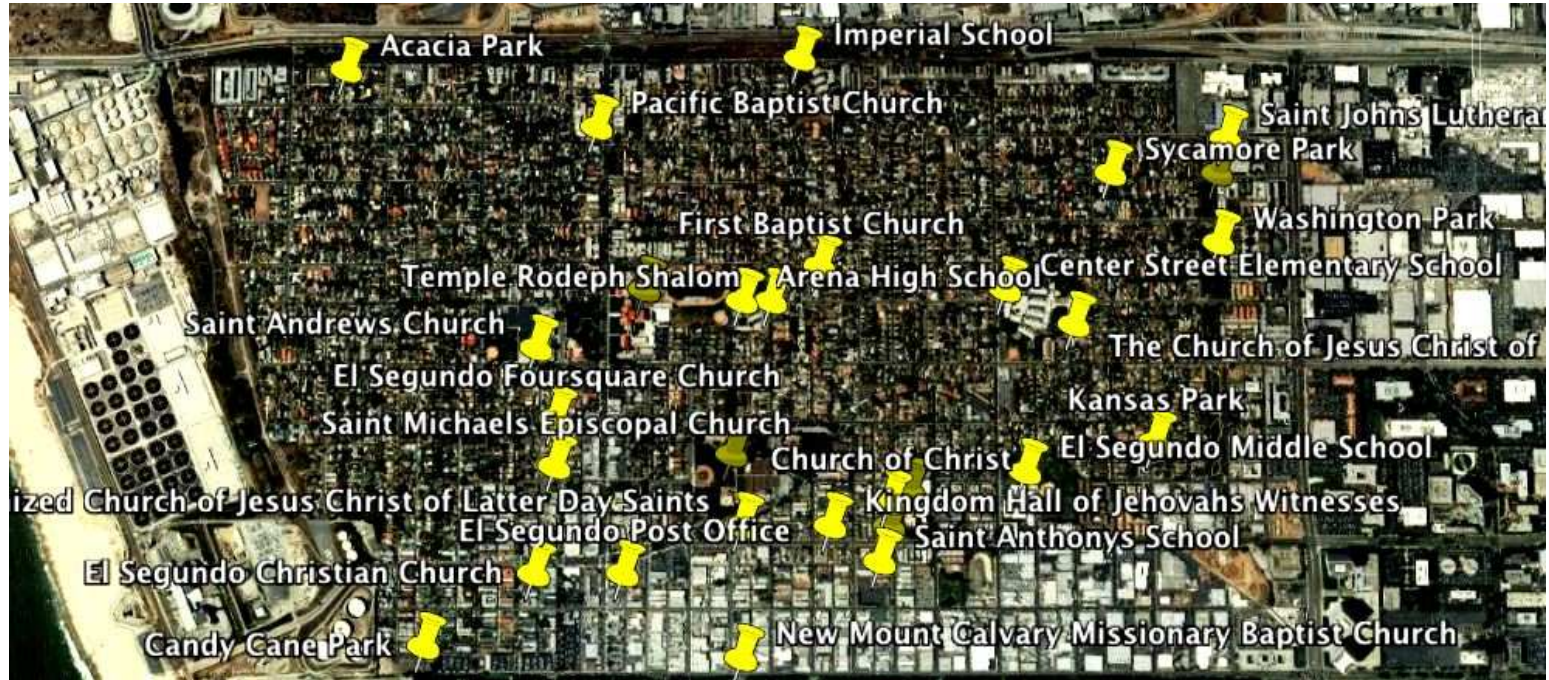 Imperial School
Acacia Park
Pacific Baptist Church
Saint Johns Luthera
Sycamore Park
First Baptist Church
Washington Park
Temple Rodeph Shalom
Arena High School
Center Street Elementary School
Saint Andrews Church
The Church of Jesus Christ of
El Segundo Foursquare Church
Kansas Park
Saint Michaels Episcopal Church
El Segundo Middle School
Church of Christ
ized Church of Jesus Christ of Latter Day Saints
Kingdom Hall of Jehovahs Witnesses
El Segundo Post Office
Saint Anthonys School
El Segundo Christian Church
Candy Cane Park
New Mount Calvary Missionary Baptist Church